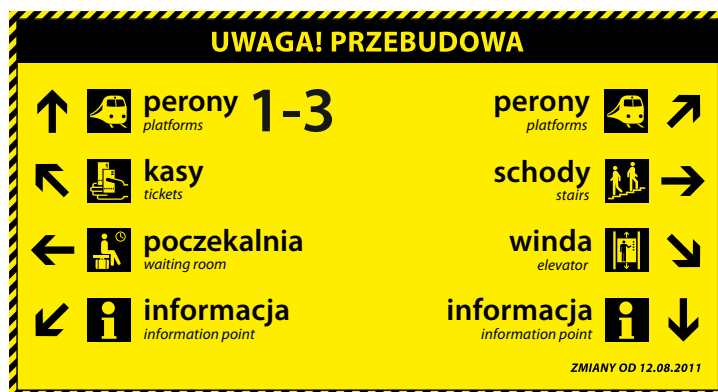 UWAGA! PRZEBUDOWA
perony 1-3
platforms
kasy
tickets
poczekalnia
waiting room
informacja
information point
perony
platforms
schody
stairs
winda
elevator
informacja
information point
ZMIANY OD 12.08.2011